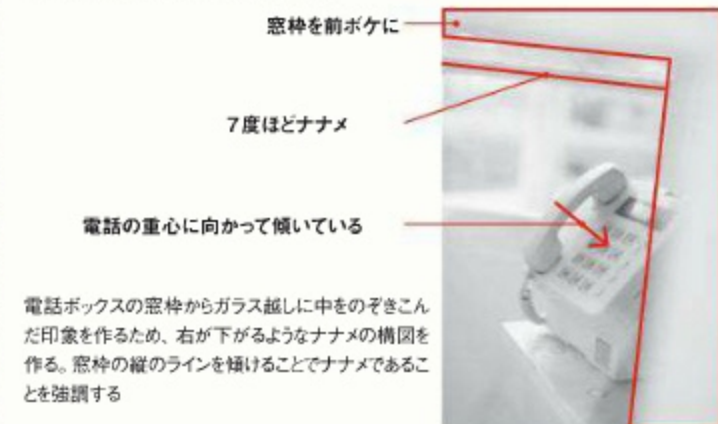 窓枠を前ボケに
7度ほどナナメ
電話の重心に向かって傾いている
電話ボックスの窓枠からガラス越しに中をのぞきこん
だ印象を作るため、右が下がるようなナナメの構図を
作る。窓枠の縦のラインを傾けることでナナメであるこ
とを強調する